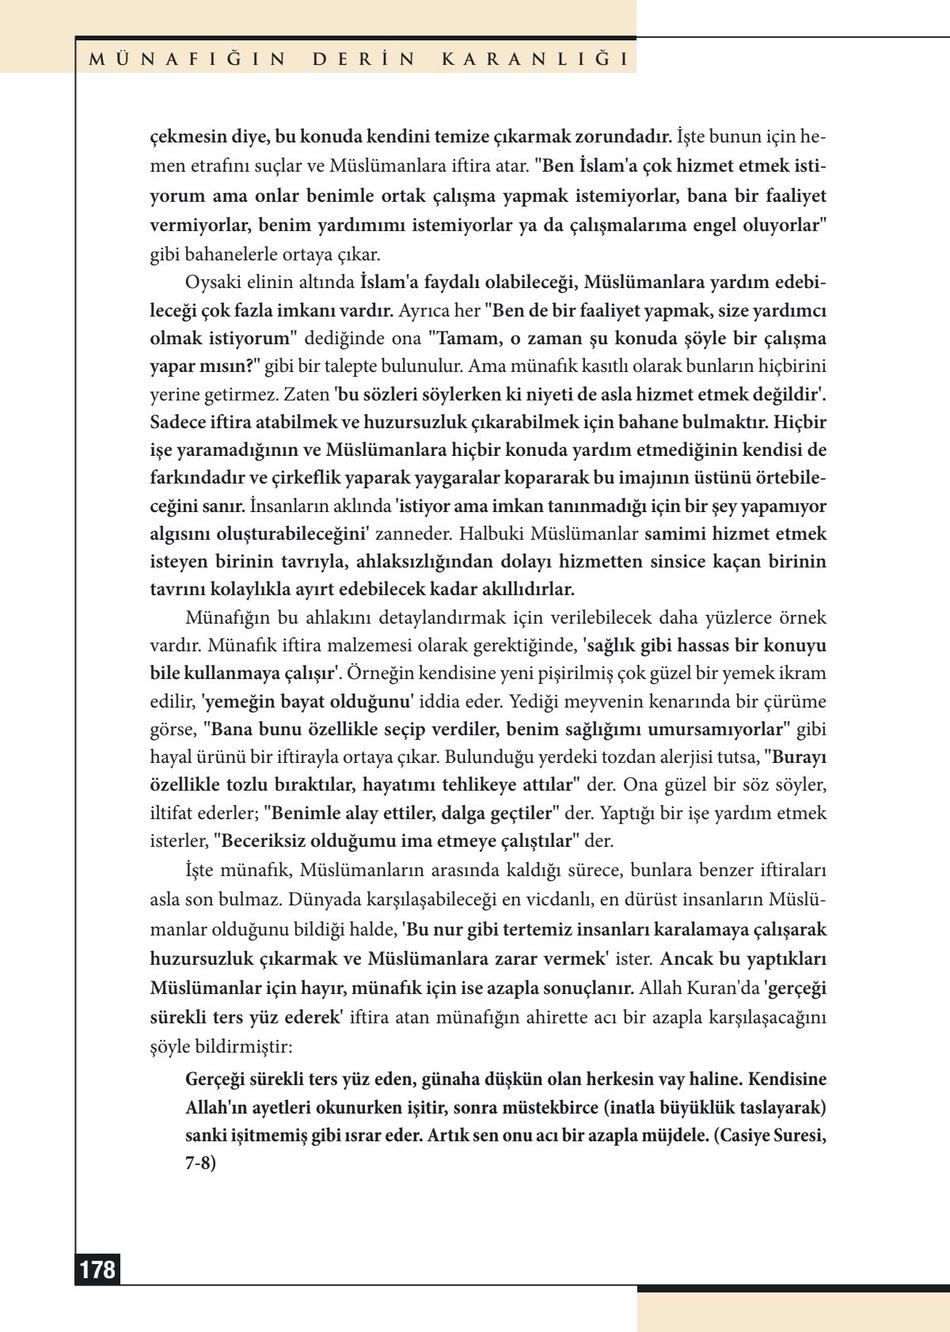 MÜNAFIĞIN DERİN KARANLIĞI
çekmesin diye, bu konuda kendini temize çıkarmak zorundadır. İşte bunun için he-
men etrafını suçlar ve Müslümanlara iftira atar. "Ben İslam'a çok hizmet etmek isti-
yorum ama onlar benimle ortak çalışma yapmak istemiyorlar, bana bir faaliyet
vermiyorlar, benim yardımımı istemiyorlar ya da çalışmalarıma engel oluyorlar"
gibi bahanelerle ortaya çıkar.
Oysaki elinin altında İslam'a faydalı olabileceği, Müslümanlara yardım edebi-
leceği çok fazla imkanı vardır. Ayrıca her "Ben de bir faaliyet yapmak, size yardımcı
olmak istiyorum" dediğinde ona "Tamam, o zaman şu konuda şöyle bir çalışma
yapar mısın?" gibi bir talepte bulunulur. Ama münafık kasıtlı olarak bunların hiçbirini
yerine getirmez. Zaten 'bu sözleri söylerken ki niyeti de asla hizmet etmek değildir'.
Sadece iftira atabilmek ve huzursuzluk çıkarabilmek için bahane bulmaktır. Hiçbir
işe yaramadığının ve Müslümanlara hiçbir konuda yardım etmediğinin kendisi de
farkındadır ve çirkeflik yaparak yaygaralar kopararak bu imajının üstünü örtebile-
ceğini sanır. İnsanların aklında 'istiyor ama imkan tanınmadığı için bir şey yapamıyor
algısını oluşturabileceğini' zanneder. Halbuki Müslümanlar samimi hizmet etmek
isteyen birinin tavrıyla, ahlaksızlığından dolayı hizmetten sinsice kaçan birinin
tavrını kolaylıkla ayırt edebilecek kadar akıllıdırlar.
Münafığın bu ahlakını detaylandırmak için verilebilecek daha yüzlerce örnek
vardır. Münafık iftira malzemesi olarak gerektiğinde, 'sağlık gibi hassas bir konuyu
bile kullanmaya çalışır'. Örneğin kendisine yeni pişirilmiş çok güzel bir yemek ikram
edilir, 'yemeğin bayat olduğunu' iddia eder. Yediği meyvenin kenarında bir çürüme
görse, "Bana bunu özellikle seçip verdiler, benim sağlığımı umursamıyorlar" gibi
hayal ürünü bir iftirayla ortaya çıkar. Bulunduğu yerdeki tozdan alerjisi tutsa, "Burayı
özellikle tozlu bıraktılar, hayatımı tehlikeye attılar" der. Ona güzel bir söz söyler,
iltifat ederler; "Benimle alay ettiler, dalga geçtiler" der. Yaptığı bir işe yardım etmek
isterler, "Beceriksiz olduğumu ima etmeye çalıştılar" der.
İşte münafık, Müslümanların arasında kaldığı sürece, bunlara benzer iftiraları
asla son bulmaz. Dünyada karşılaşabileceği en vicdanlı, en dürüst insanların Müslü-
manlar olduğunu bildiği halde, 'Bu nur gibi tertemiz insanları karalamaya çalışarak
huzursuzluk çıkarmak ve Müslümanlara zarar vermek' ister. Ancak bu yaptıkları
Müslümanlar için hayır, münafık için ise azapla sonuçlanır. Allah Kuran'da 'gerçeği
sürekli ters yüz ederek' iftira atan münafığın ahirette acı bir azapla karşılaşacağını
şöyle bildirmiştir:
Gerçeği sürekli ters yüz eden, günaha düşkün olan herkesin vay haline. Kendisine
Allah'ın ayetleri okunurken işitir, sonra müstekbirce (inatla büyüklük taslayarak)
sanki işitmemiş gibi ısrar eder. Artık sen onu acı bir azapla müjdele. (Casiye Suresi,
7-8)
178